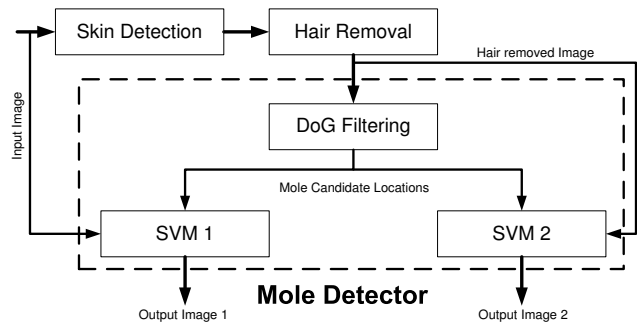 Skin Detection
Hair Removal
Hair removed Image
Input Image
DoG Filtering
Mole Candidate Locations
SVM 1
SVM 2
Mole Detector
Output Image 1
Output Image 2